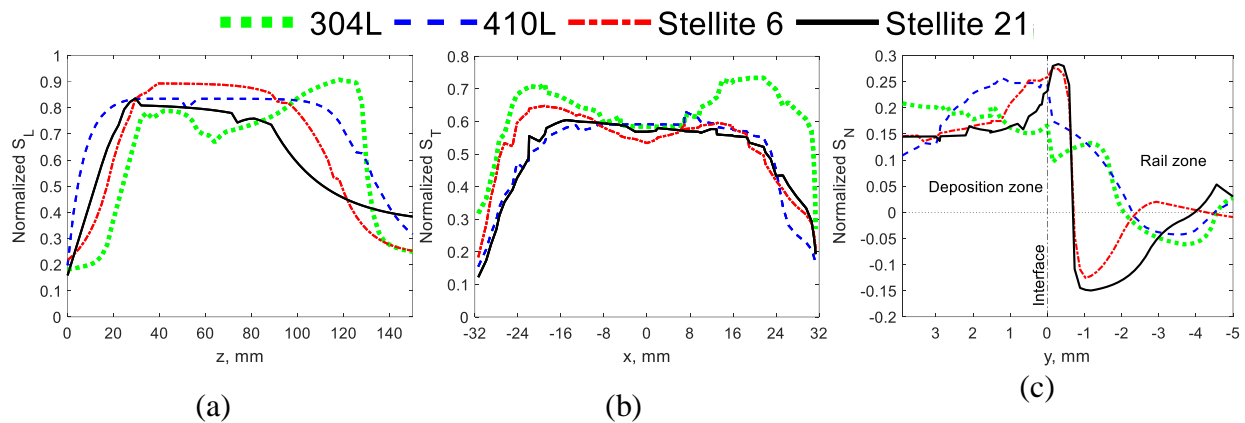 304L 410L Stellite 6 Stellite 21
Normalized S_L
1
0.9
0.8
0.7
0.6
0.5
0.4
0.3
0.2
0.1
0
0 20 40 60 80 100 120 140
z, mm
(a)
Normalized S_T
0.8
0.7
0.6
0.5
0.4
0.3
0.2
0.1
0
-32 -24 -16 -8 0 8 16 24 32
x, mm
(b)
Normalized S_N
0.3
0.25
0.2
0.15
0.1
0.05
0
-0.05
-0.1
-0.15
-0.2
Deposition zone
Rail zone
Interface
3 2 1 0 -1 -2 -3 -4 -5
y, mm
(c)